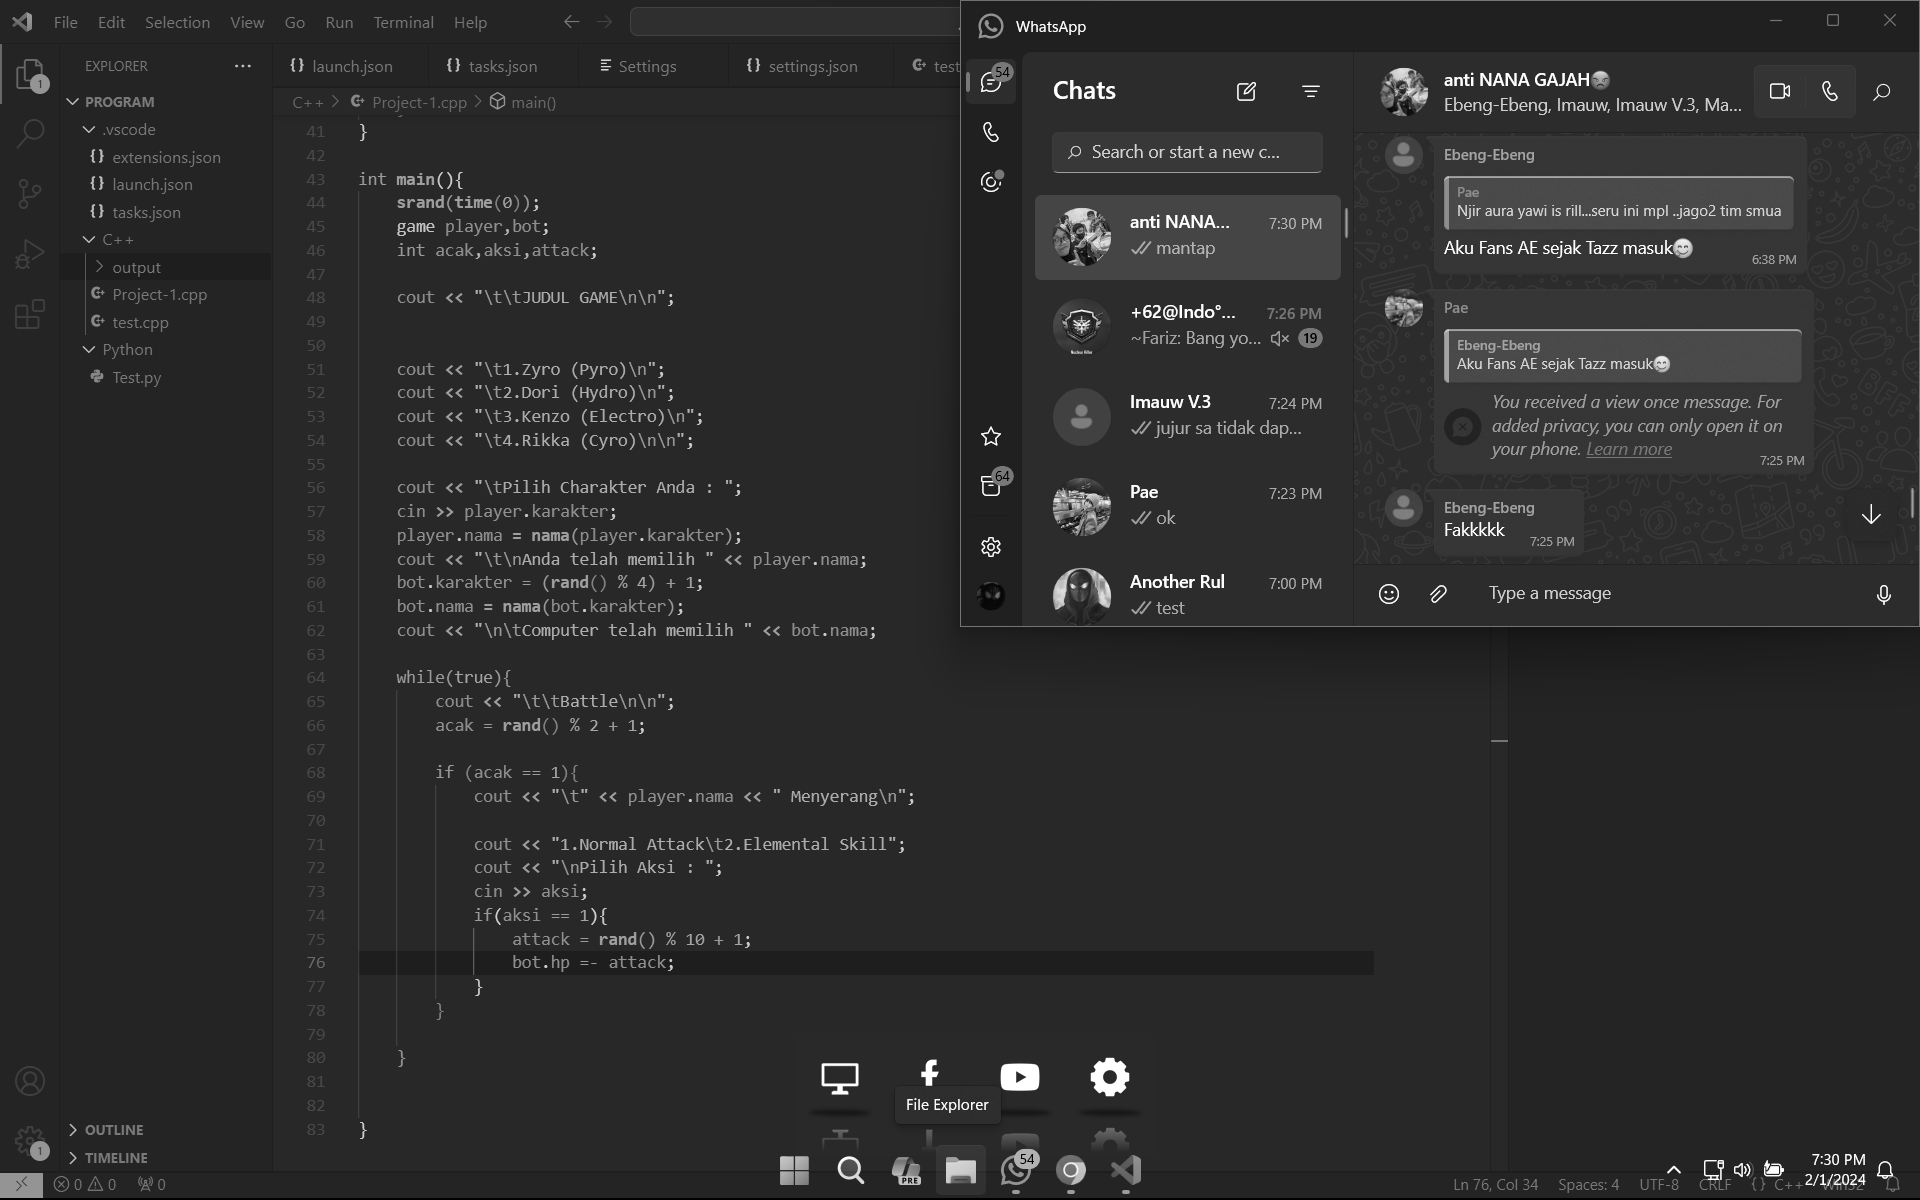 File Edit Selection View Go Run Terminal Help
EXPLORER
PROGRAM
.vscode
extensions.json
launch.json
tasks.json
C++
output
Project-1.cpp
test.cpp
Python
Test.py
OUTLINE
TIMELINE
launch.json
tasks.json
Settings
settings.json
test
C++ > Project-1.cpp > main()
41 }
42
43 int main(){
44 srand(time(0));
45 game player,bot;
46 int acak,aksi,attack;
47
48 cout << "\t\tJUDUL GAME\n\n";
49
50
51 cout << "\t1.Zyro (Pyro)\n";
52 cout << "\t2.Dori (Hydro)\n";
53 cout << "\t3.Kenzo (Electro)\n";
54 cout << "\t4.Rikka (Cyro)\n\n";
55
56 cout << "\tPilih Charakter Anda : ";
57 cin >> player.karakter;
58 player.nama = nama(player.karakter);
59 cout << "\t\nAnda telah memilih " << player.nama;
60 bot.karakter = (rand() % 4) + 1;
61 bot.nama = nama(bot.karakter);
62 cout << "\n\tComputer telah memilih " << bot.nama;
63
64 while(true){
65 cout << "\t\tBattle\n\n";
66 acak = rand() % 2 + 1;
67
68 if (acak == 1){
69 cout << "\t" << player.nama << " Menyerang\n";
70
71 cout << "1.Normal Attack\t2.Elemental Skill";
72 cout << "\nPilih Aksi : ";
73 cin >> aksi;
74 if(aksi == 1){
75 attack = rand() % 10 + 1;
76 bot.hp =- attack;
77 }
78 }
79
80 }
81
82
83 }
WhatsApp
54
64
Chats
Search or start a new c...
anti NANA... 7:30 PM
mantap
+62@Indo°... 7:26 PM
~Fariz: Bang yo... 19
Imauw V.3 7:24 PM
jujur sa tidak dap...
Pae 7:23 PM
ok
Another Rul 7:00 PM
test
anti NANA GAJAH
Ebeng-Ebeng, Imauw, Imauw V.3, Ma...
Ebeng-Ebeng
Pae
Njir aura yawi is rill...seru ini mpl ..jago2 tim smua
Aku Fans AE sejak Tazz masuk😊
6:38 PM
Pae
Ebeng-Ebeng
Aku Fans AE sejak Tazz masuk😊
You received a view once message. For
added privacy, you can only open it on
your phone. Learn more
7:25 PM
Ebeng-Ebeng
Fakkkkk
7:25 PM
Type a message
File Explorer
PRE
54
0 0 0
Ln 76, Col 34 Spaces: 4 UTF-8 CRLF {} C++ Win32
7:30 PM
2/1/2024